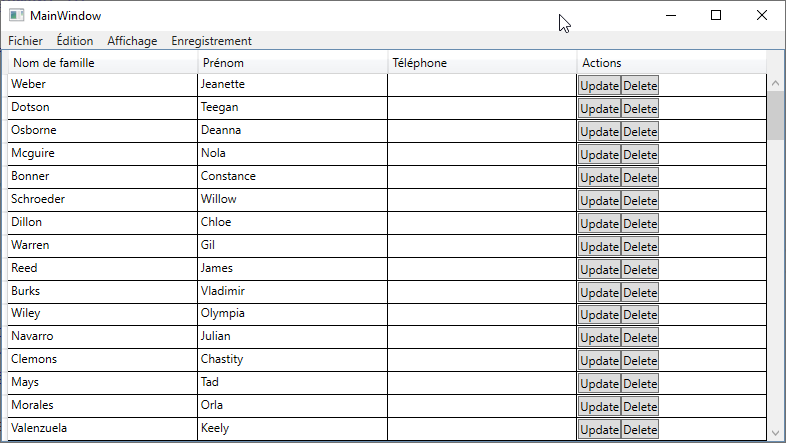 MainWindow
Fichier Édition Affichage Enregistrement
Nom de famille Prénom Téléphone Actions
Weber Jeanette Update Delete
Dotson Teegan Update Delete
Osborne Deanna Update Delete
Mcguire Nola Update Delete
Bonner Constance Update Delete
Schroeder Willow Update Delete
Dillon Chloe Update Delete
Warren Gil Update Delete
Reed James Update Delete
Burks Vladimir Update Delete
Wiley Olympia Update Delete
Navarro Julian Update Delete
Clemons Chastity Update Delete
Mays Tad Update Delete
Morales Orla Update Delete
Valenzuela Keely Update Delete